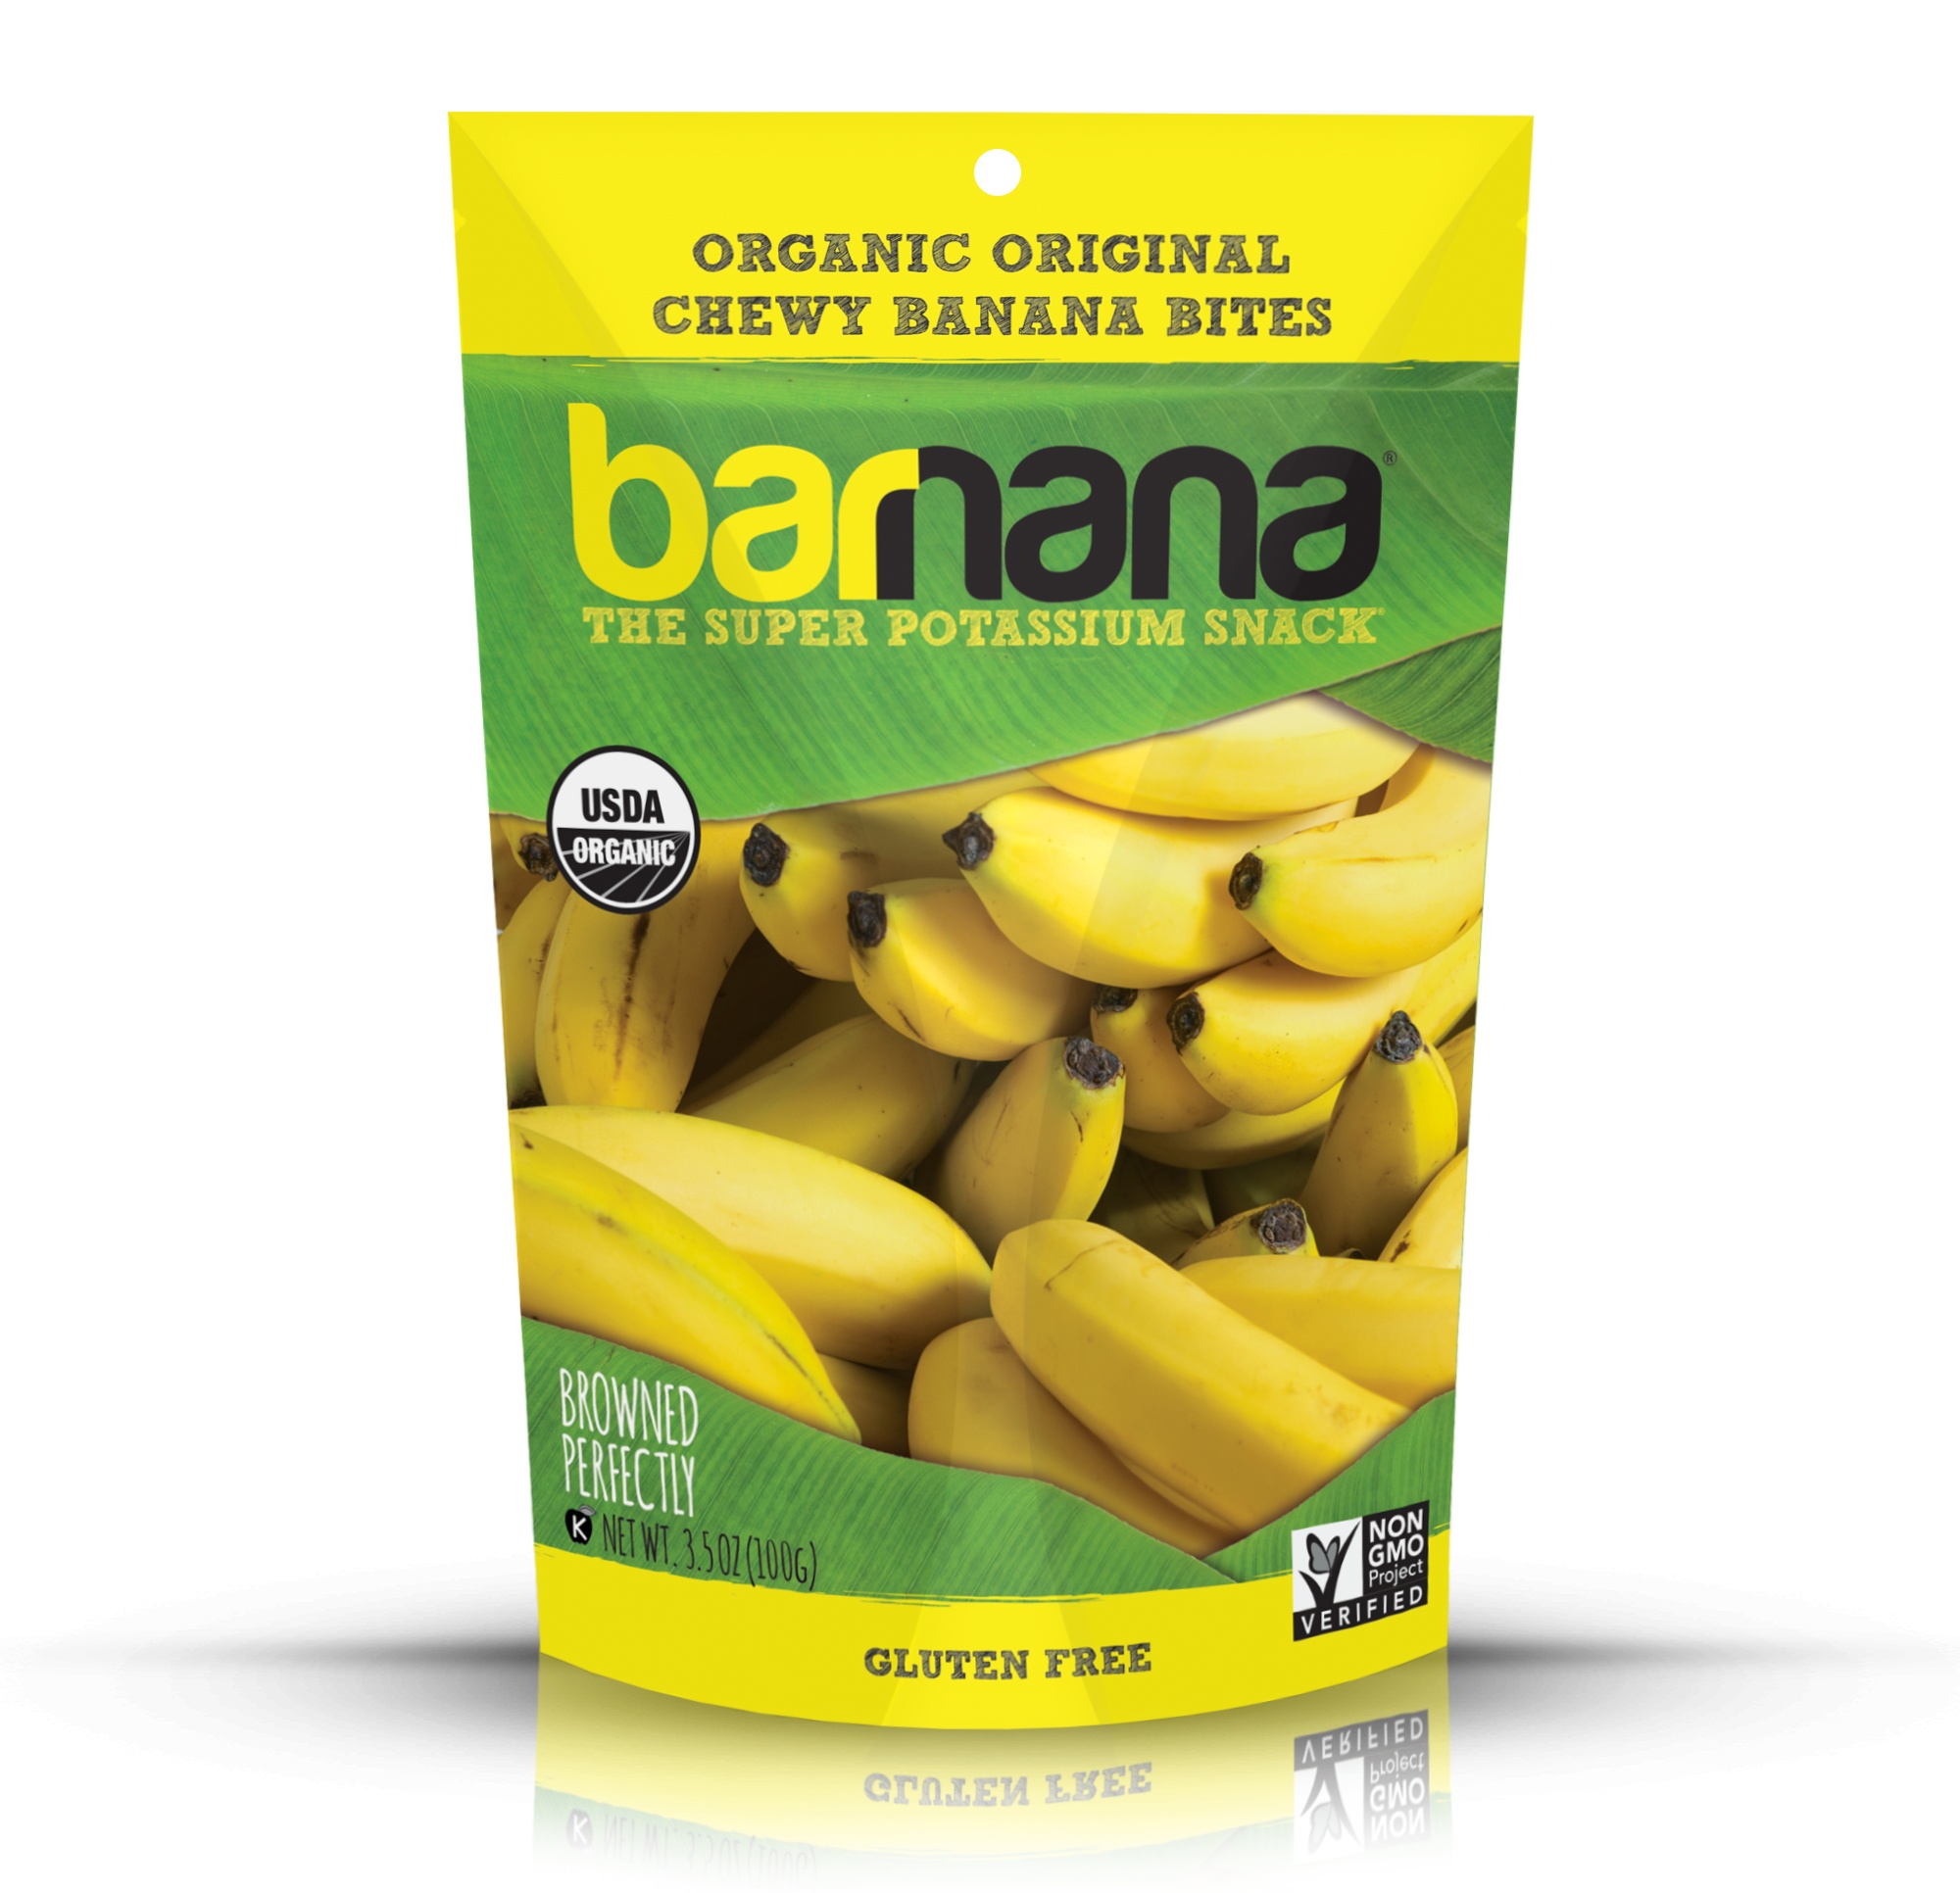 ORGANIC ORIGINAL
CHEWY BANANA BITES
barnana®
THE SUPER POTASSIUM SNACK®
USDA
ORGANIC
BROWNED
PERFECTLY
K NET WT. 3.5 OZ (100G)
NON
GMO
Project
VERIFIED
GLUTEN FREE